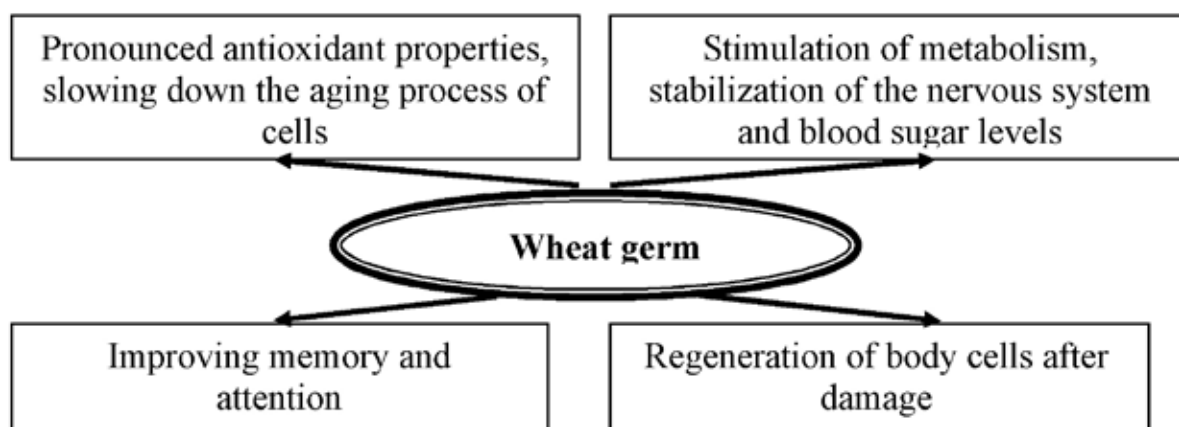 Pronounced antioxidant properties,
slowing down the aging process of
cells
Stimulation of metabolism,
stabilization of the nervous system
and blood sugar levels
Wheat germ
Improving memory and
attention
Regeneration of body cells after
damage